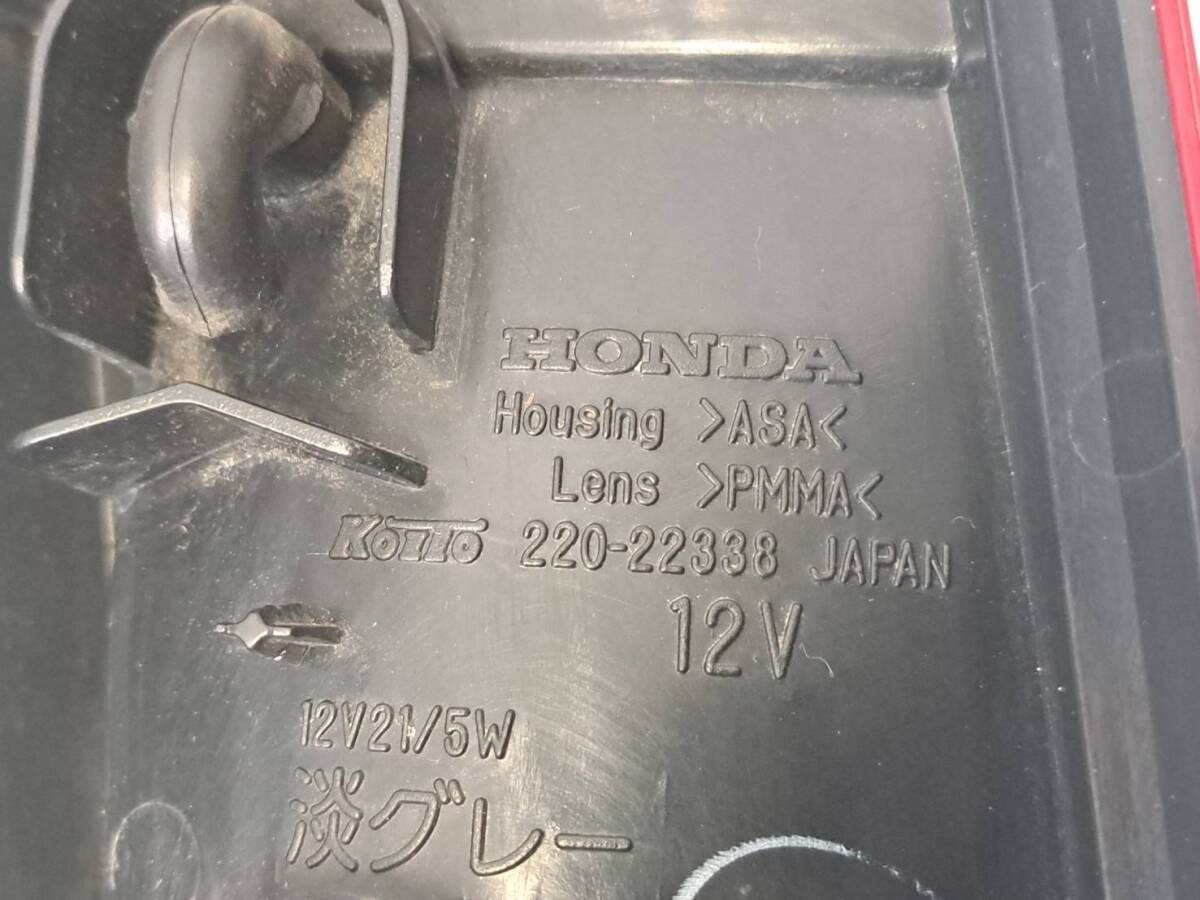 HONDA
Housing >ASA<
Lens >PMMA<
KOITO 220-22338 JAPAN
12V
12V21/5W
淡グレー